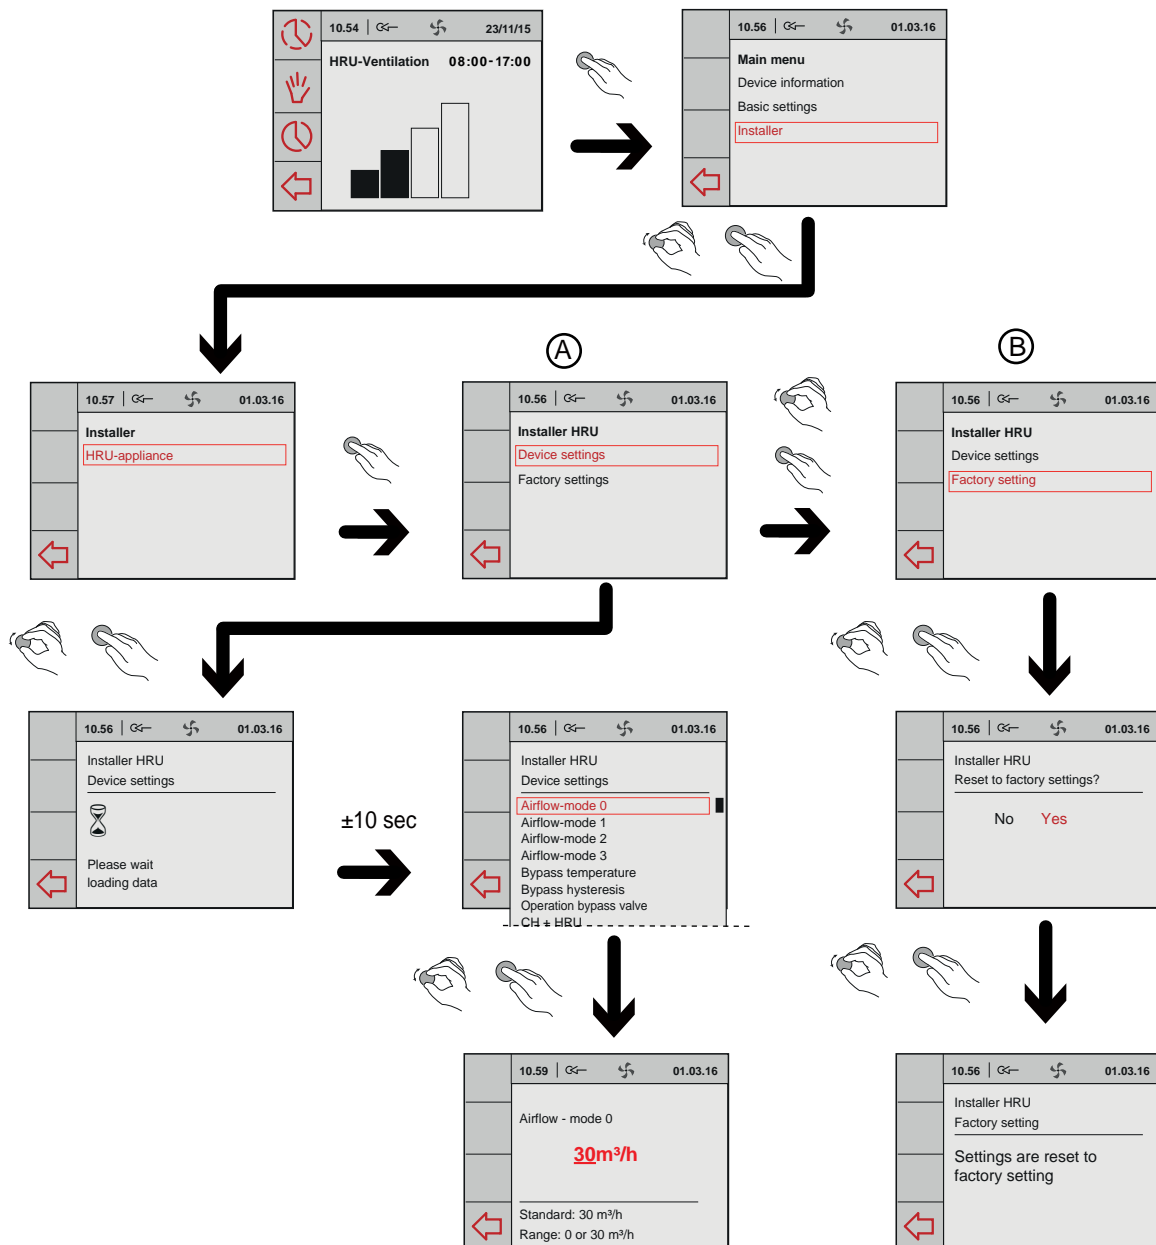 10.54 23/11/15
HRU-Ventilation 08:00-17:00
10.56 01.03.16
Main menu
Device information
Basic settings
Installer
10.57 01.03.16
Installer
HRU-appliance
A
10.56 01.03.16
Installer HRU
Device settings
Factory settings
B
10.56 01.03.16
Installer HRU
Device settings
Factory setting
10.56 01.03.16
Installer HRU
Device settings
Please wait
loading data
±10 sec
10.56 01.03.16
Installer HRU
Device settings
Airflow-mode 0
Airflow-mode 1
Airflow-mode 2
Airflow-mode 3
Bypass temperature
Bypass hysteresis
Operation bypass valve
CH + HRU
10.56 01.03.16
Installer HRU
Reset to factory settings?
No Yes
10.59 01.03.16
Airflow - mode 0
30m³/h
Standard: 30 m³/h
Range: 0 or 30 m³/h
10.56 01.03.16
Installer HRU
Factory setting
Settings are reset to
factory setting